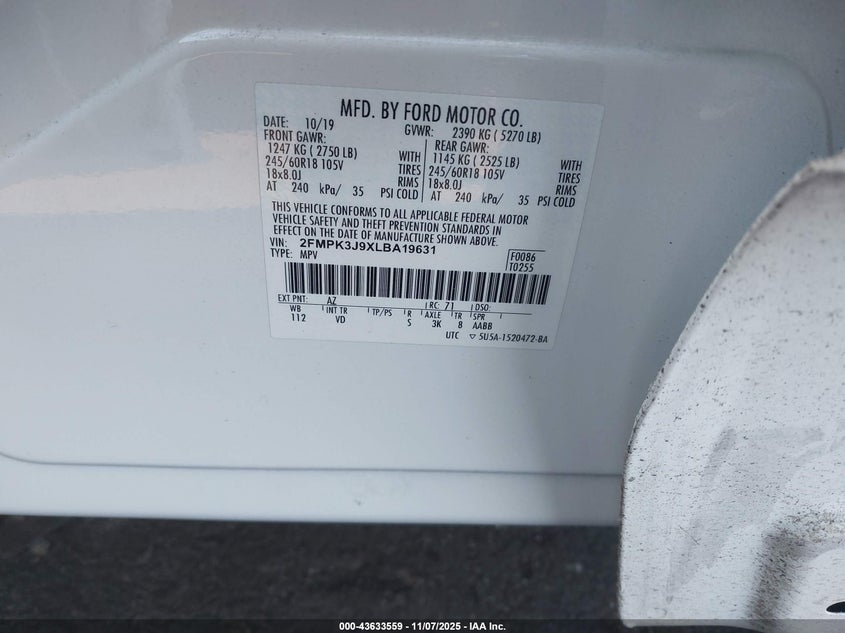 MFD. BY FORD MOTOR CO.
DATE: 10/19 GVWR: 2390 KG ( 5270 LB)
FRONT GAWR: REAR GAWR:
1247 KG ( 2750 LB) WITH 1145 KG ( 2525 LB) WITH
245/60R18 105V TIRES 245/60R18 105V TIRES
18x8.0J RIMS 18x8.0J RIMS
AT 240 kPa/ 35 PSI COLD AT 240 kPa/ 35 PSI COLD
THIS VEHICLE CONFORMS TO ALL APPLICABLE FEDERAL MOTOR
VEHICLE SAFETY AND THEFT PREVENTION STANDARDS IN
EFFECT ON THE DATE OF MANUFACTURE SHOWN ABOVE.
VIN: 2FMPK3J9XLBA19631 F0086
TYPE: MPV T0255
EXT PNT: AZ RC: 71 DSO:
WB INT TR TP/PS R AXLE TR SPR
112 VD S 3K 8 AABB
UTC ▽ 5U5A-1520472-BA
000-43633559 — 11/07/2025 — IAA Inc.